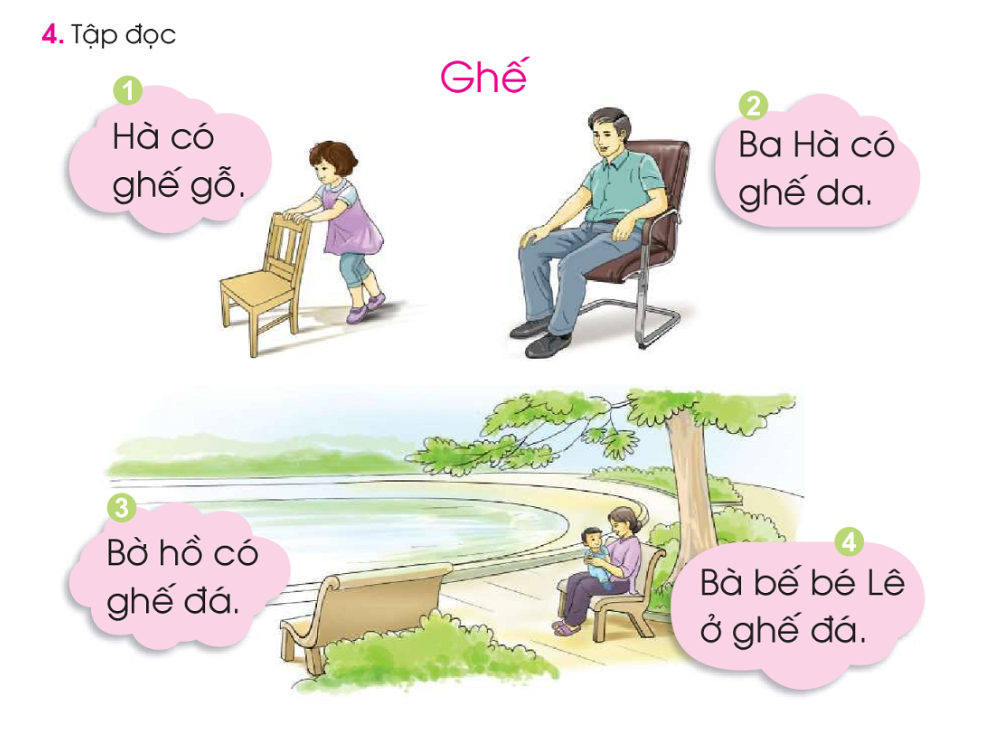 4. Tập đọc
Ghế
1
Hà có
ghế gỗ.
2
Ba Hà có
ghế da.
3
Bờ hồ có
ghế đá.
4
Bà bế bé Lê
ở ghế đá.